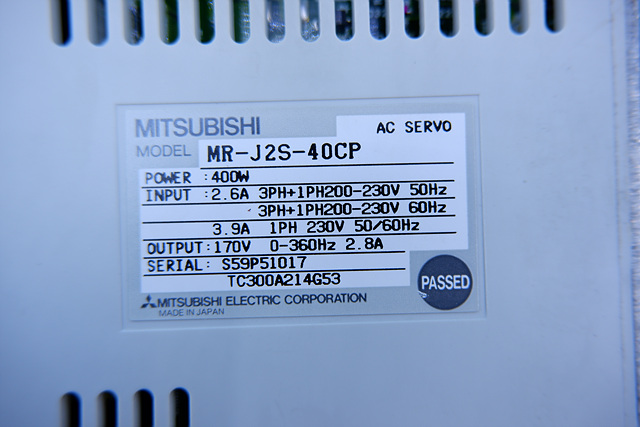 MITSUBISHI
AC SERVO
MODEL MR-J2S-40CP
POWER :400W
INPUT :2.6A 3PH+1PH200-230V 50Hz
3PH+1PH200-230V 60Hz
3.9A 1PH 230V 50/60Hz
OUTPUT:170V 0-360Hz 2.8A
SERIAL: S59P51017
TC300A214G53
PASSED
MITSUBISHI ELECTRIC CORPORATION
MADE IN JAPAN